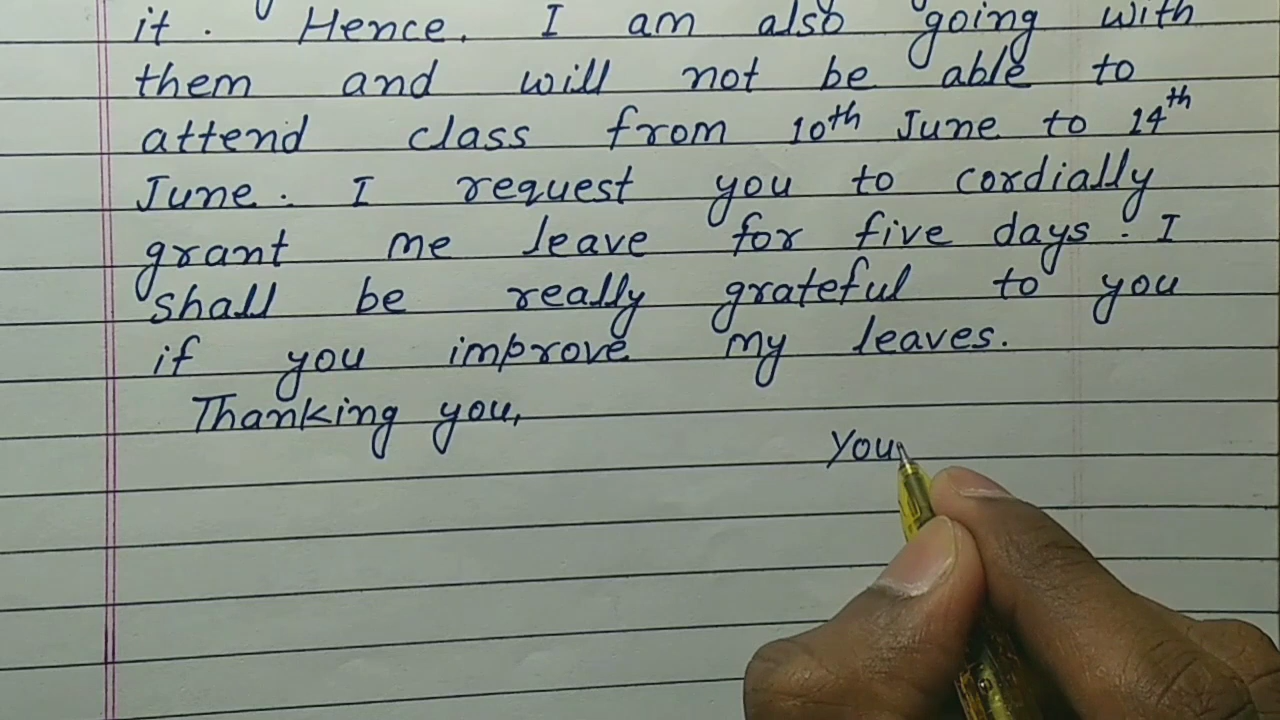 it. Hence. I am also going with
them and will not be able to
attend class from 10th June to 14th
June. I request you to cordially
grant me leave for five days. I
shall be really grateful to you
if you improve my leaves.
Thanking you,
You